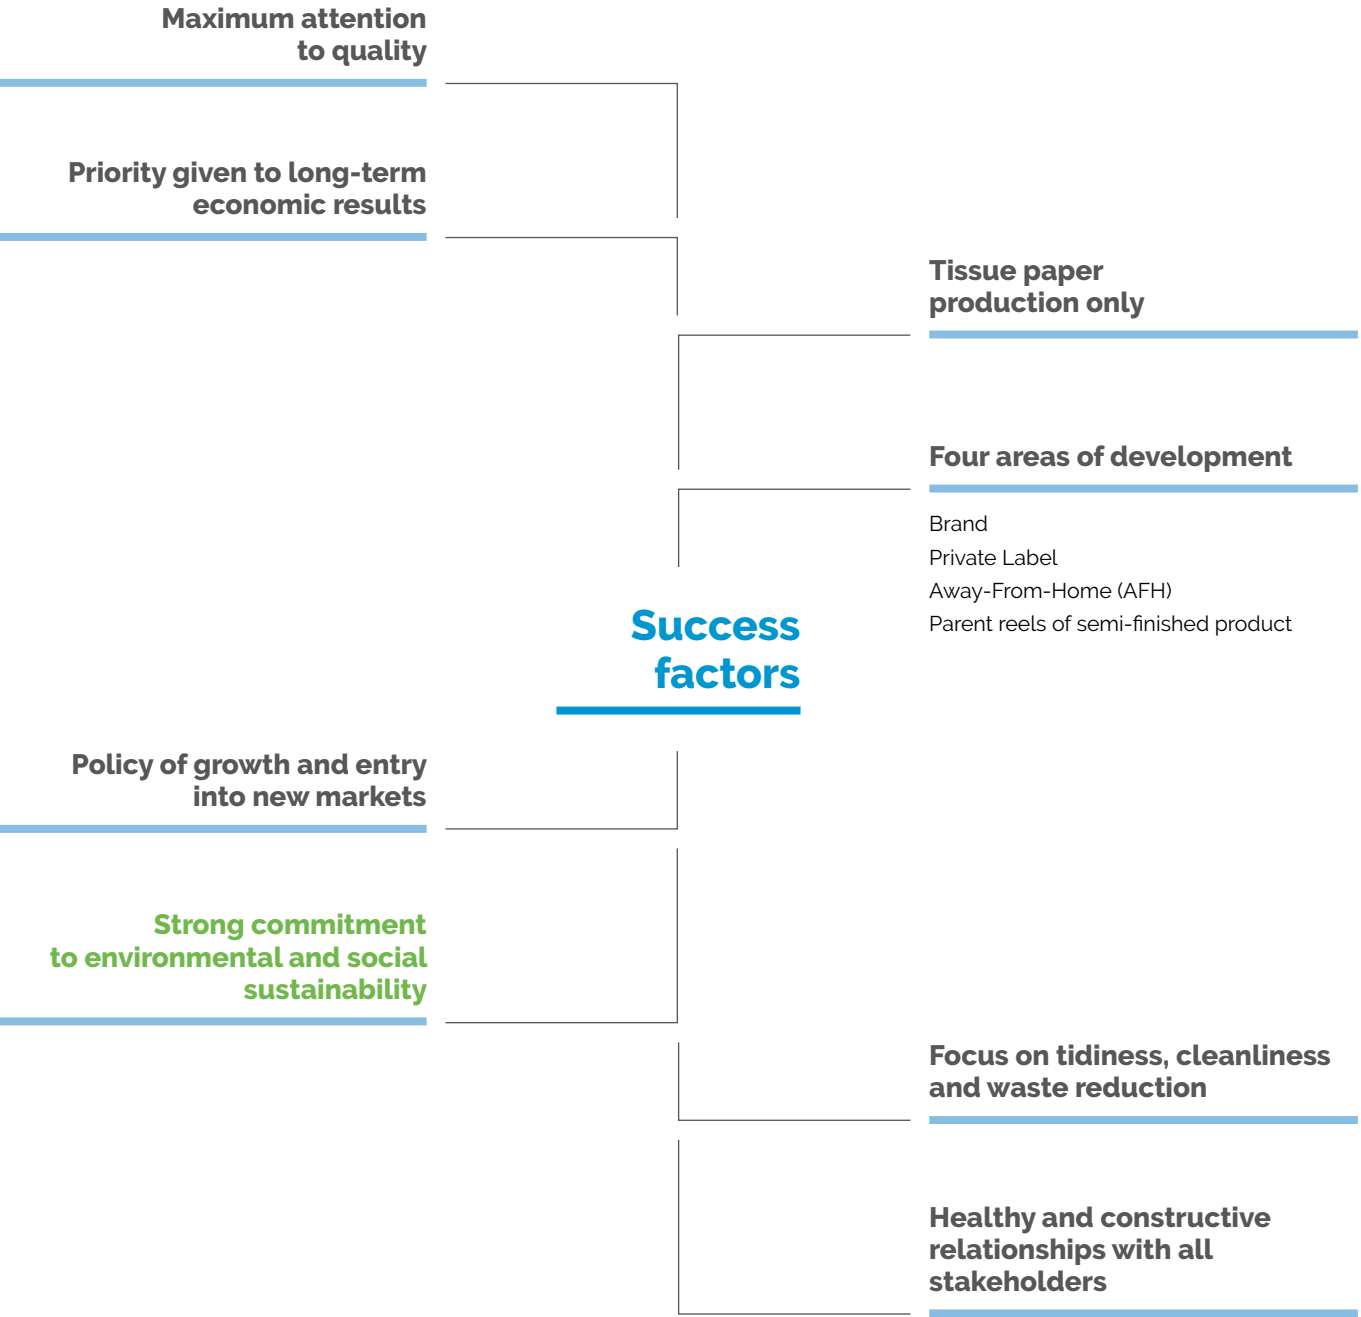 Maximum attention
to quality
Priority given to long-term
economic results
Tissue paper
production only
Four areas of development
Brand
Private Label
Away-From-Home (AFH)
Parent reels of semi-finished product
Success
factors
Policy of growth and entry
into new markets
Strong commitment
to environmental and social
sustainability
Focus on tidiness, cleanliness
and waste reduction
Healthy and constructive
relationships with all
stakeholders